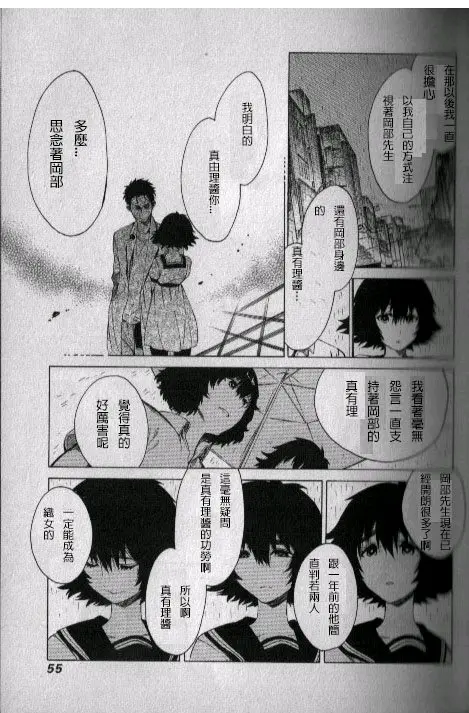 在那以後我一直
很擔心
以我自己的方式注
視著岡部先生
還有岡部身邊
的
真有理醬…
我明白的
真由理醬你…
多麼…
思念著岡部
我看著毫無
怨言一直支
持著岡部的
真有理
覺得真的
好厲害呢
岡部先生現在已
經開朗很多了啊
跟一年前的他簡
直判若兩人
這毫無疑問
是真有理醬的功勞啊
所以啊
真有理醬
一定能成為
織女的
55